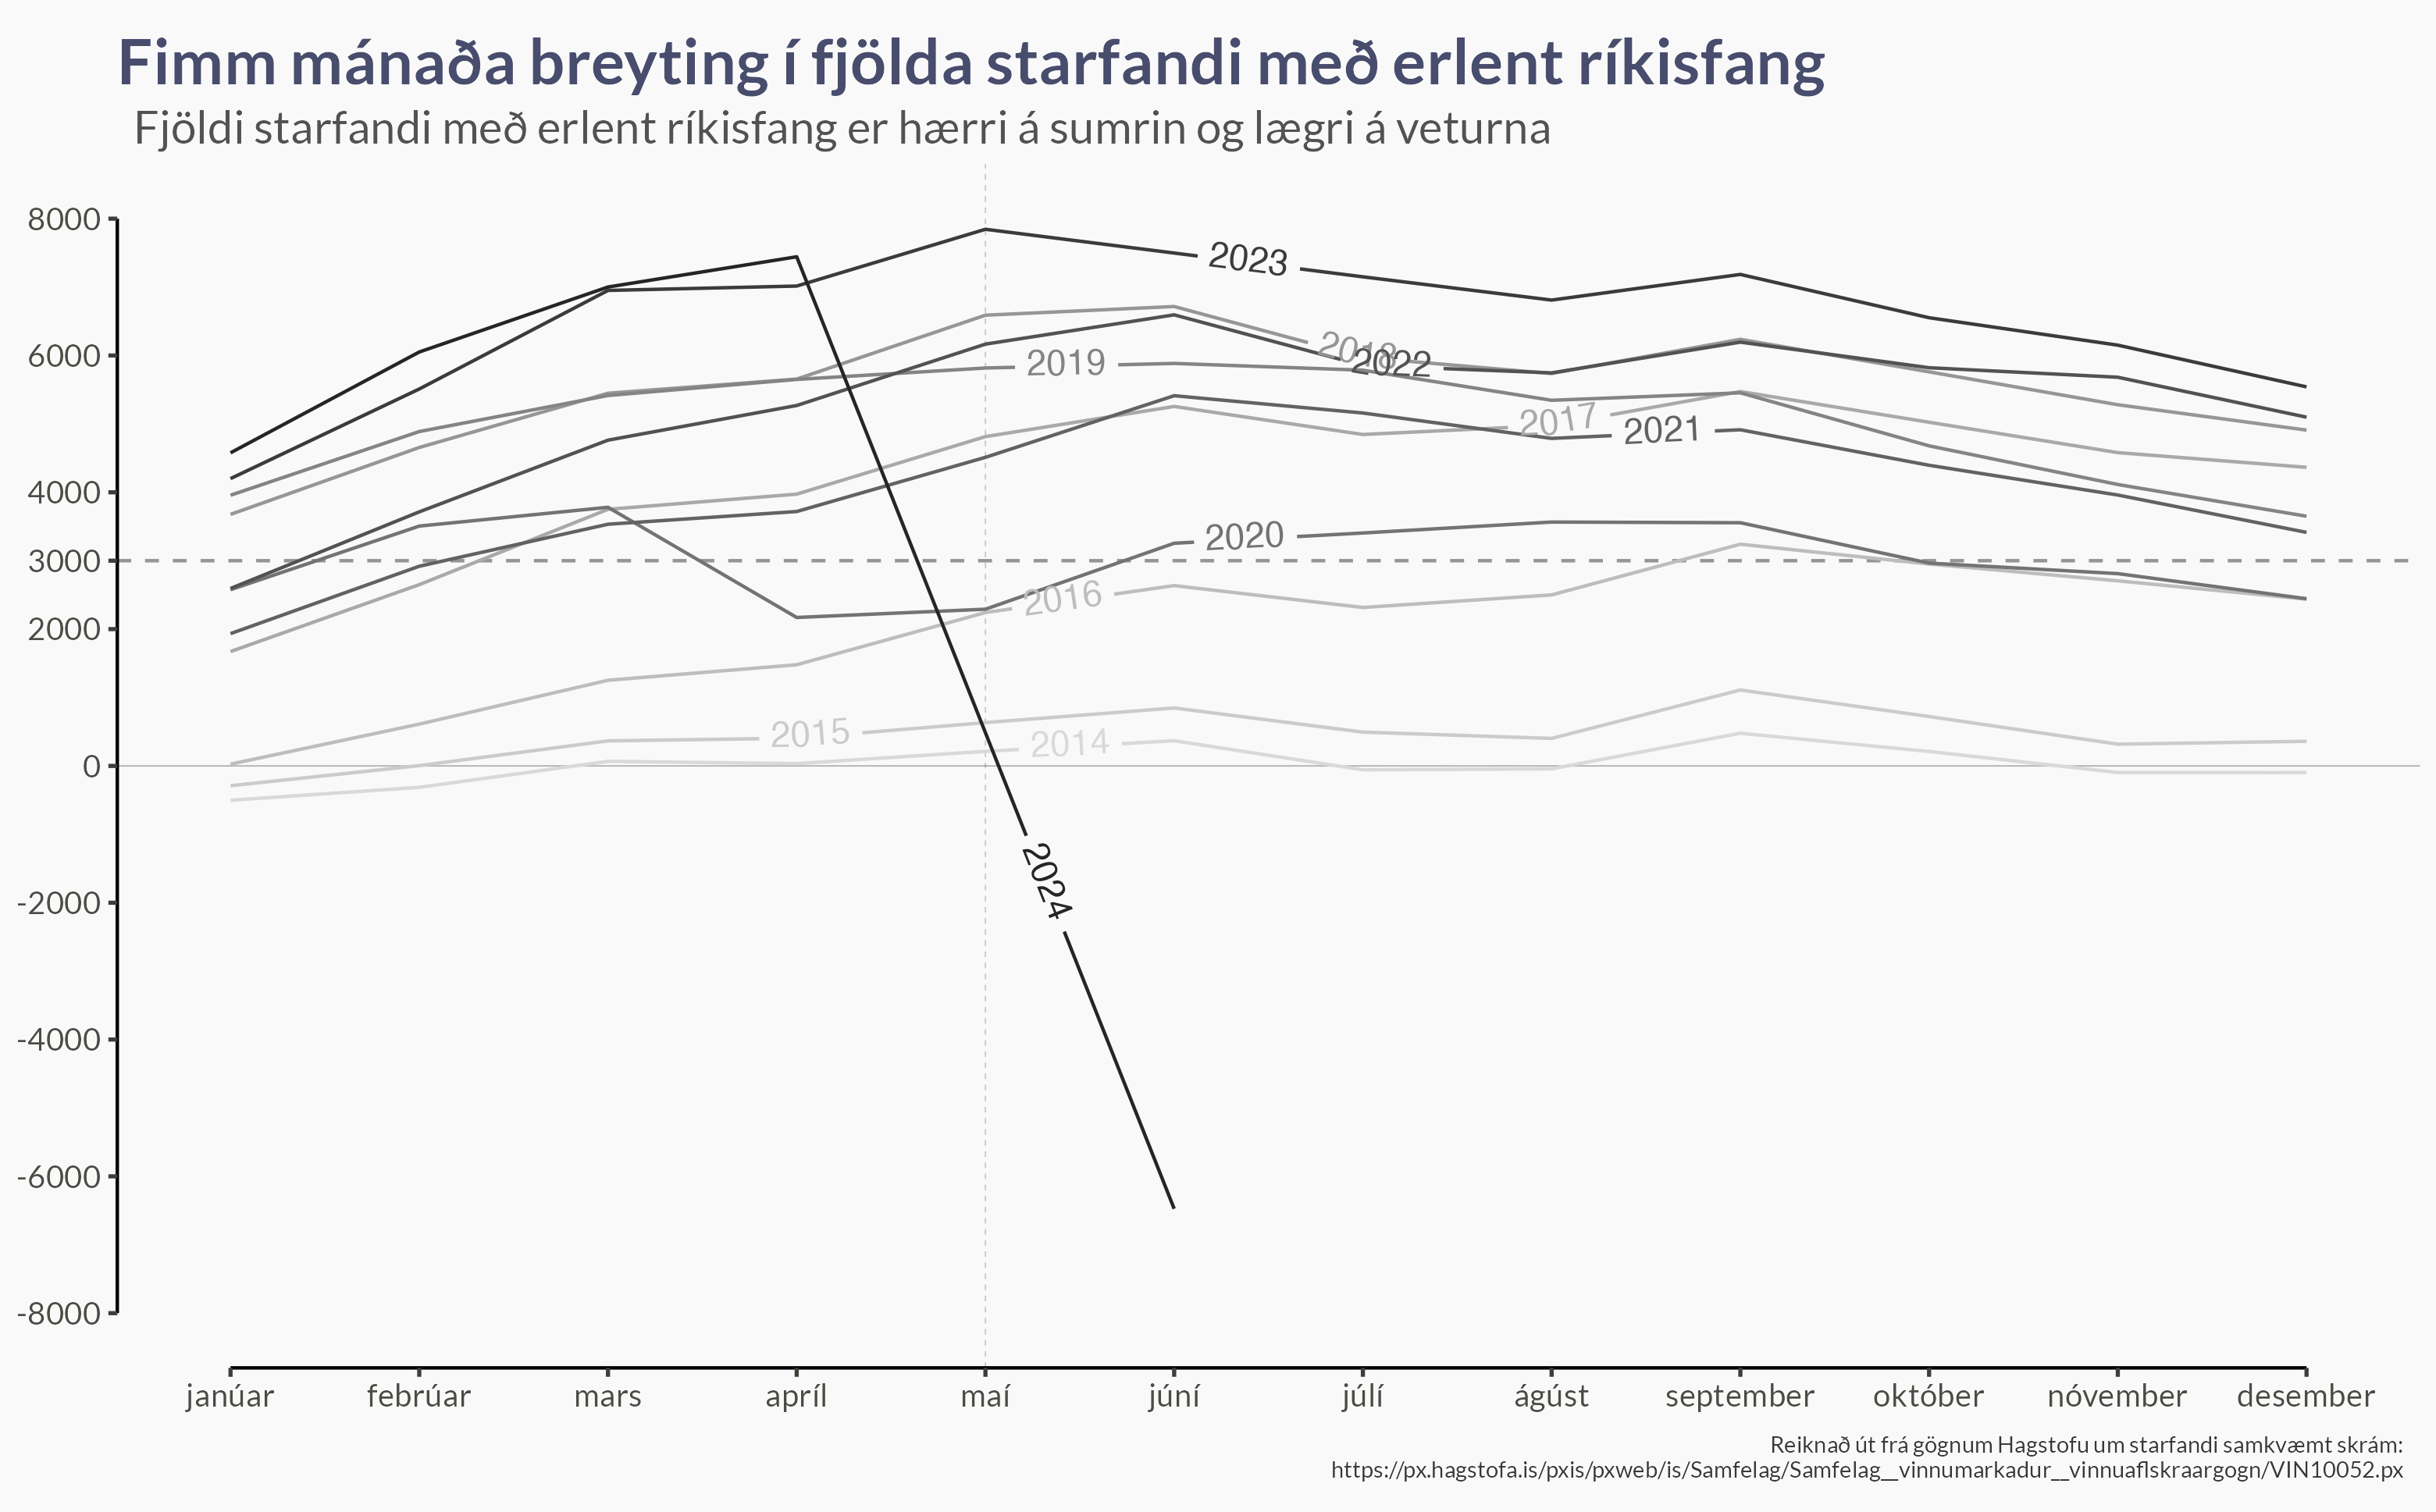 Fimm mánaða breyting í fjölda starfandi með erlent ríkisfang
Fjöldi starfandi með erlent ríkisfang er hærri á sumrin og lægri á veturna
8000
6000
4000
3000
2000
0
-2000
-4000
-6000
-8000
2023
2018
2022
2019
2017
2021
2020
2016
2015
2014
2024
janúar
febrúar
mars
apríl
maí
júní
júlí
ágúst
september
október
nóvember
desember
Reiknað út frá gögnum Hagstofu um starfandi samkvæmt skrám:
https://px.hagstofa.is/pxis/pxweb/is/Samfelag/Samfelag__vinnumarkadur__vinnuaflskraargogn/VIN10052.px